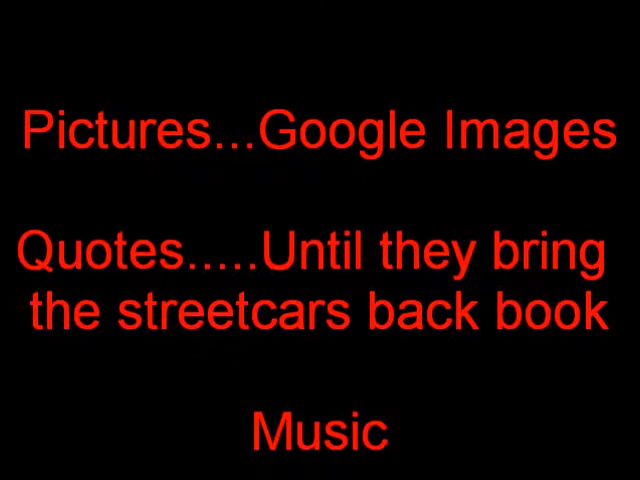 Pictures...Google Images
Quotes.....Until they bring
the streetcars back book
Music